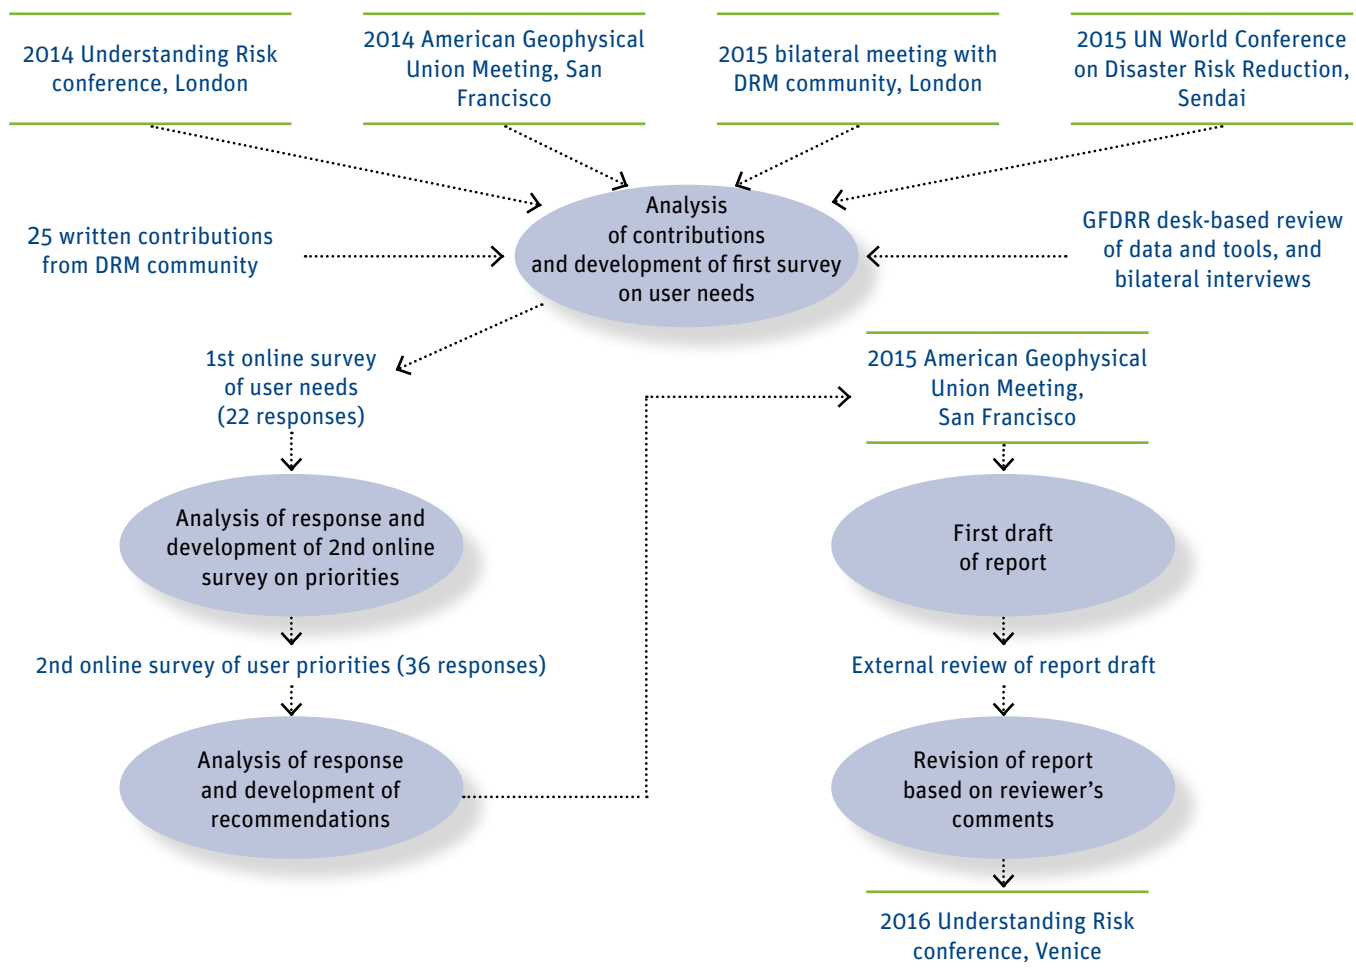 2014 Understanding Risk
conference, London
2014 American Geophysical
Union Meeting, San
Francisco
2015 bilateral meeting with
DRM community, London
2015 UN World Conference
on Disaster Risk Reduction,
Sendai
25 written contributions
from DRM community
Analysis
of contributions
and development of first survey
on user needs
GFDRR desk-based review
of data and tools, and
bilateral interviews
1st online survey
of user needs
(22 responses)
Analysis of response and
development of 2nd online
survey on priorities
2nd online survey of user priorities (36 responses)
Analysis of response
and development of
recommendations
2015 American Geophysical
Union Meeting,
San Francisco
First draft
of report
External review of report draft
Revision of report
based on reviewer's
comments
2016 Understanding Risk
conference, Venice